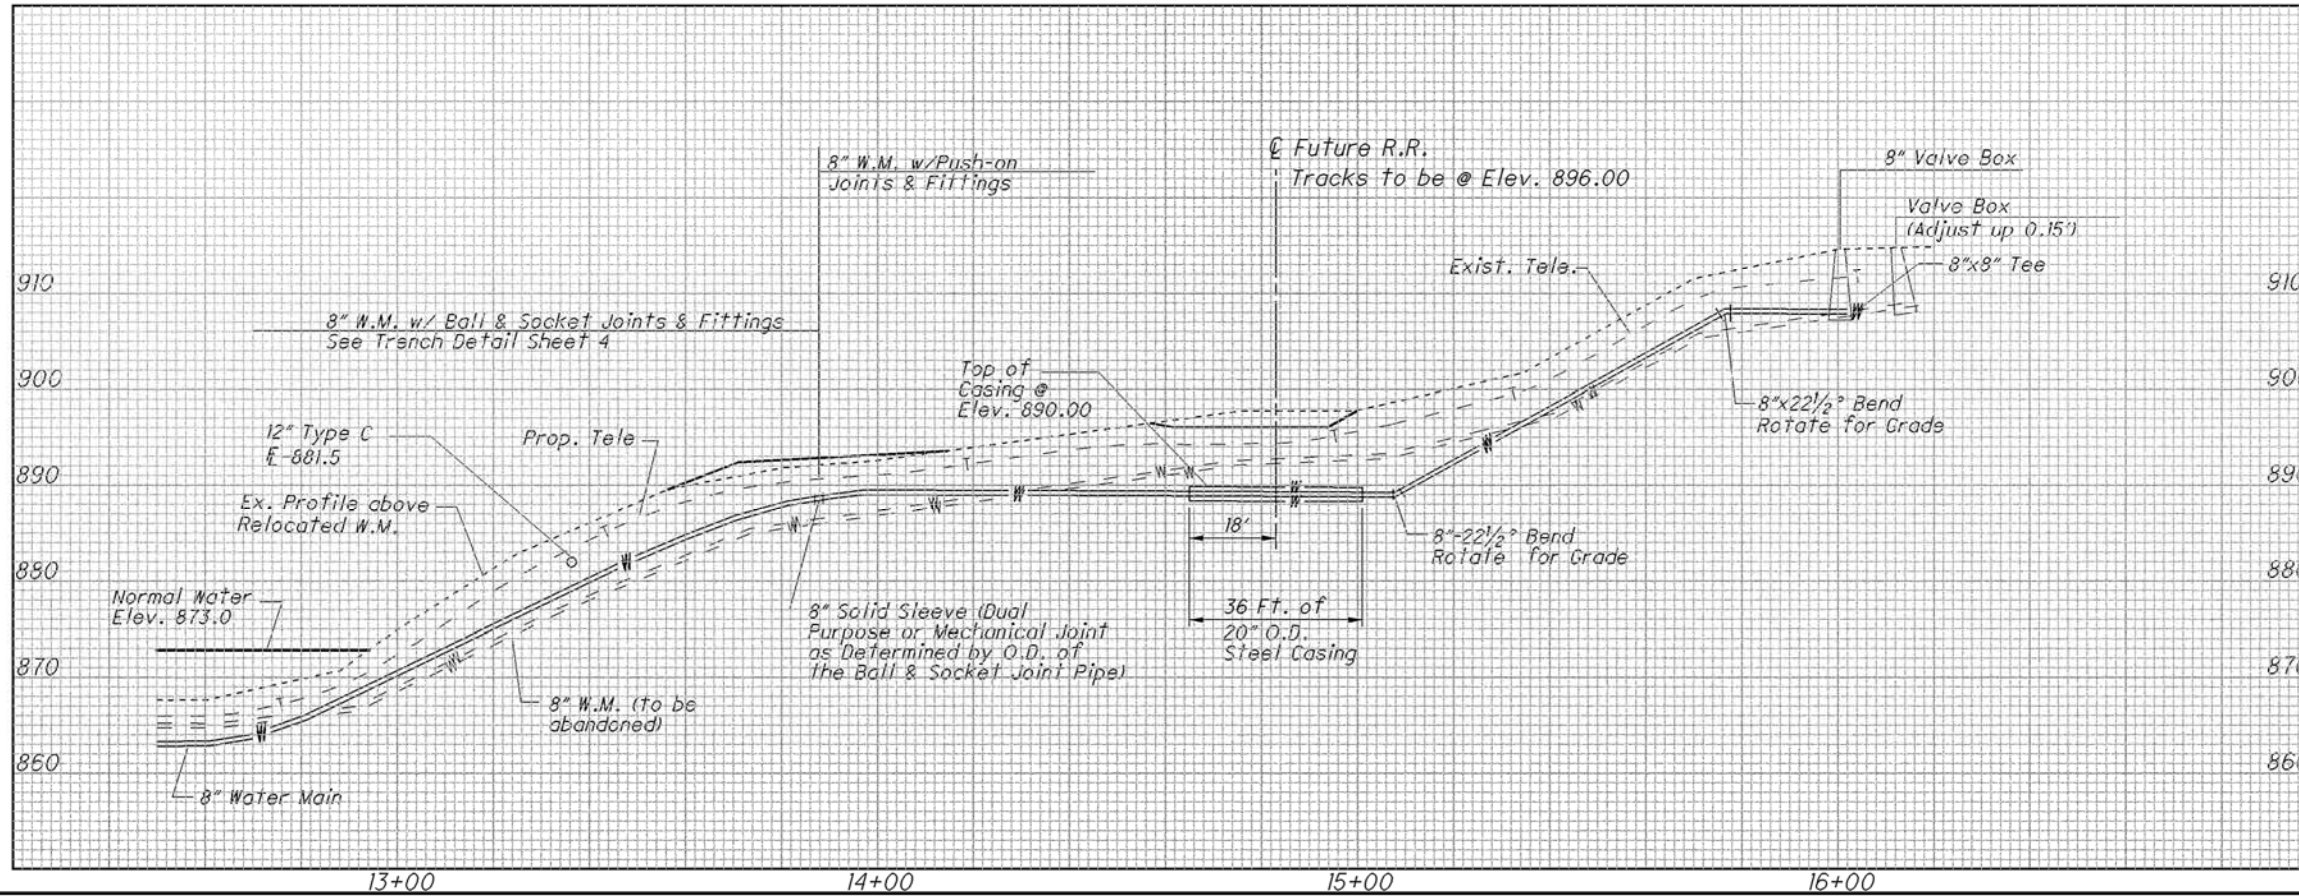 ℄ Future R.R.
Tracks to be @ Elev. 896.00
8" W.M. w/Push-on
Joints & Fittings
8" Valve Box
Valve Box
(Adjust up 0.15')
8"x8" Tee
Exist. Tele.
910
910
8" W.M. w/ Ball & Socket Joints & Fittings
See Trench Detail Sheet 4
Top of
Casing @
Elev. 890.00
900
900
8"x22½° Bend
Rotate for Grade
12" Type C
℄-881.5
Prop. Tele
890
890
Ex. Profile above
Relocated W.M.
18'
8"-22½° Bend
Rotate for Grade
880
880
Normal Water
Elev. 873.0
8" Solid Sleeve (Dual
Purpose or Mechanical Joint
as Determined by O.D. of
the Ball & Socket Joint Pipe)
36 Ft. of
20" O.D.
Steel Casing
870
870
8" W.M. (to be
abandoned)
860
860
8" Water Main
13+00
14+00
15+00
16+00